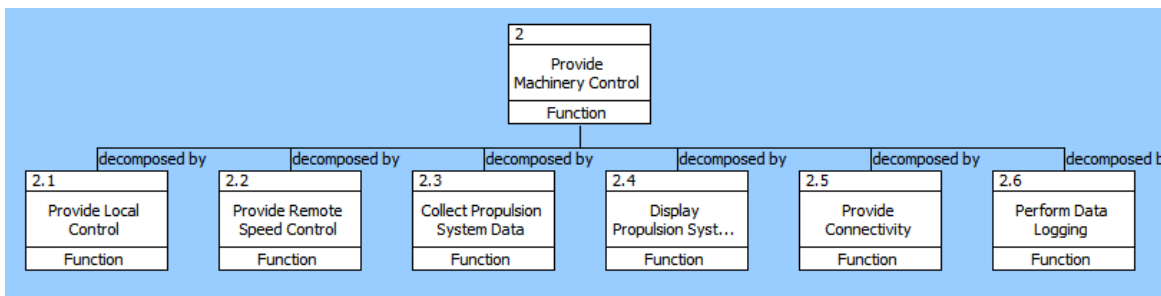 2
Provide
Machinery Control
Function
decomposed by
decomposed by
decomposed by
decomposed by
decomposed by
decomposed b
2.1
Provide Local
Control
Function
2.2
Provide Remote
Speed Control
Function
2.3
Collect Propulsion
System Data
Function
2.4
Display
Propulsion Syst...
Function
2.5
Provide
Connectivity
Function
2.6
Perform Data
Logging
Function